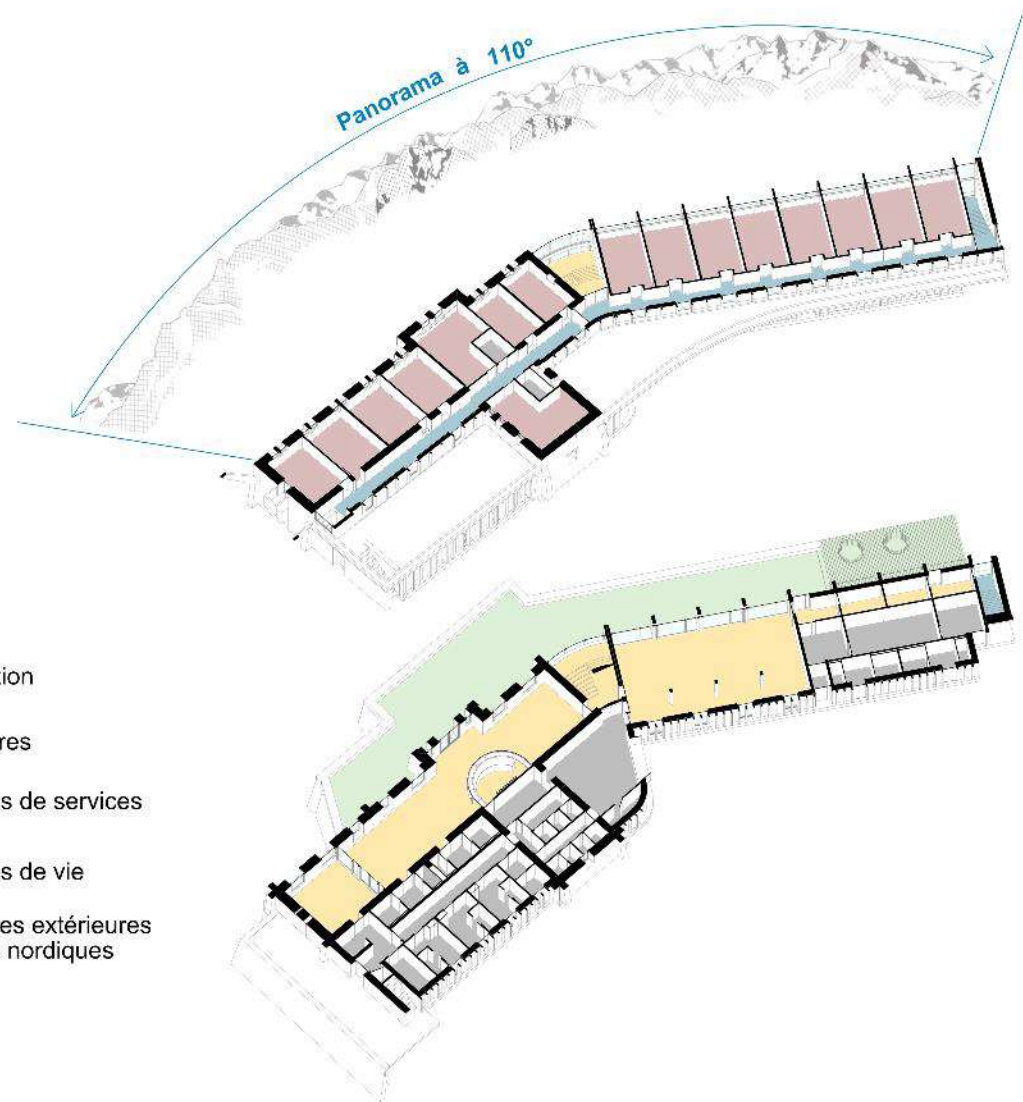 Panorama à 110°
tion
res
s de services
s de vie
es extérieures
nordiques